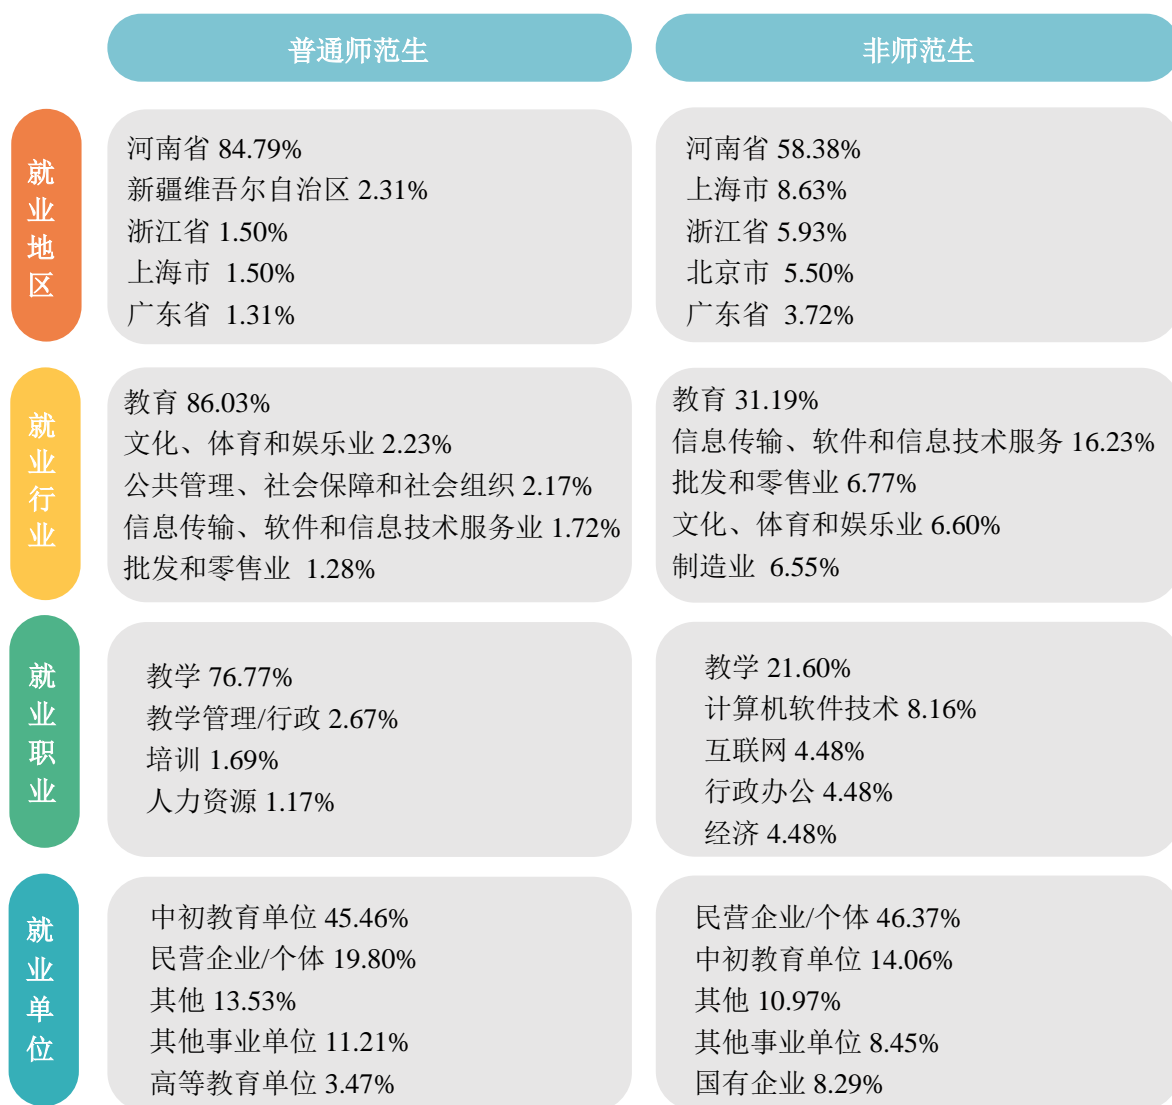 普通师范生
非师范生
就业地区
河南省 84.79%
新疆维吾尔自治区 2.31%
浙江省 1.50%
上海市 1.50%
广东省 1.31%
河南省 58.38%
上海市 8.63%
浙江省 5.93%
北京市 5.50%
广东省 3.72%
就业行业
教育 86.03%
文化、体育和娱乐业 2.23%
公共管理、社会保障和社会组织 2.17%
信息传输、软件和信息技术服务业 1.72%
批发和零售业 1.28%
教育 31.19%
信息传输、软件和信息技术服务 16.23%
批发和零售业 6.77%
文化、体育和娱乐业 6.60%
制造业 6.55%
就业职业
教学 76.77%
教学管理/行政 2.67%
培训 1.69%
人力资源 1.17%
教学 21.60%
计算机软件技术 8.16%
互联网 4.48%
行政办公 4.48%
经济 4.48%
就业单位
中初教育单位 45.46%
民营企业/个体 19.80%
其他 13.53%
其他事业单位 11.21%
高等教育单位 3.47%
民营企业/个体 46.37%
中初教育单位 14.06%
其他 10.97%
其他事业单位 8.45%
国有企业 8.29%